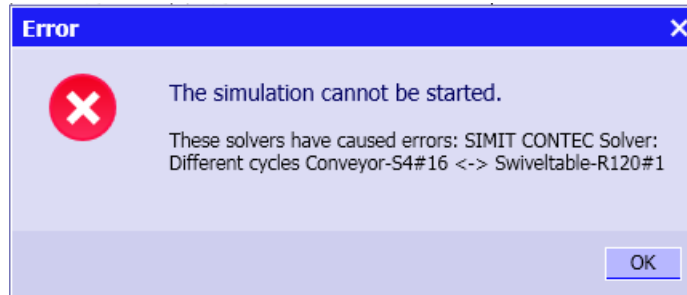 Error
The simulation cannot be started.
These solvers have caused errors: SIMIT CONTEC Solver:
Different cycles Conveyor-S4#16 <-> Swiveltable-R120#1
OK